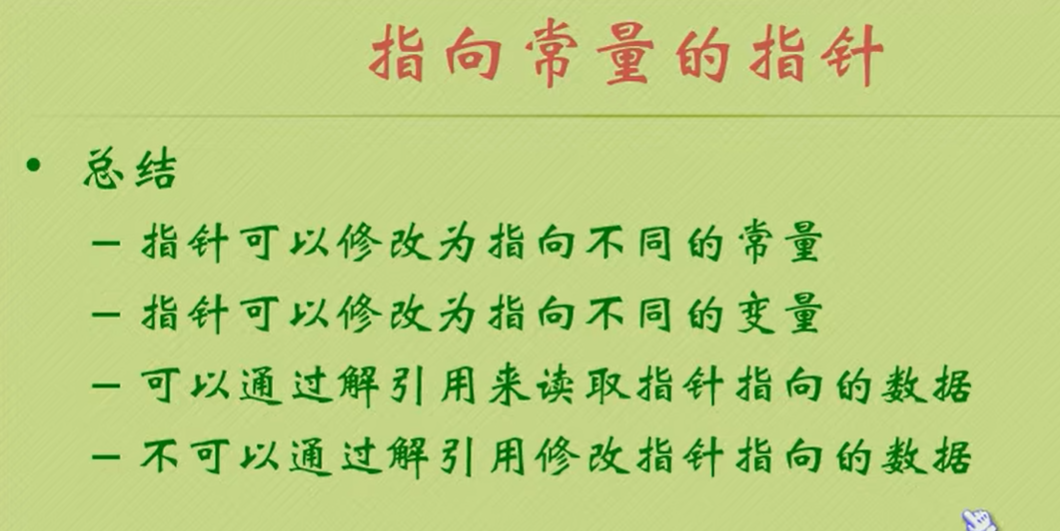 指向常量的指针
• 总结
– 指针可以修改为指向不同的常量
– 指针可以修改为指向不同的变量
– 可以通过解引用来读取指针指向的数据
– 不可以通过解引用修改指针指向的数据